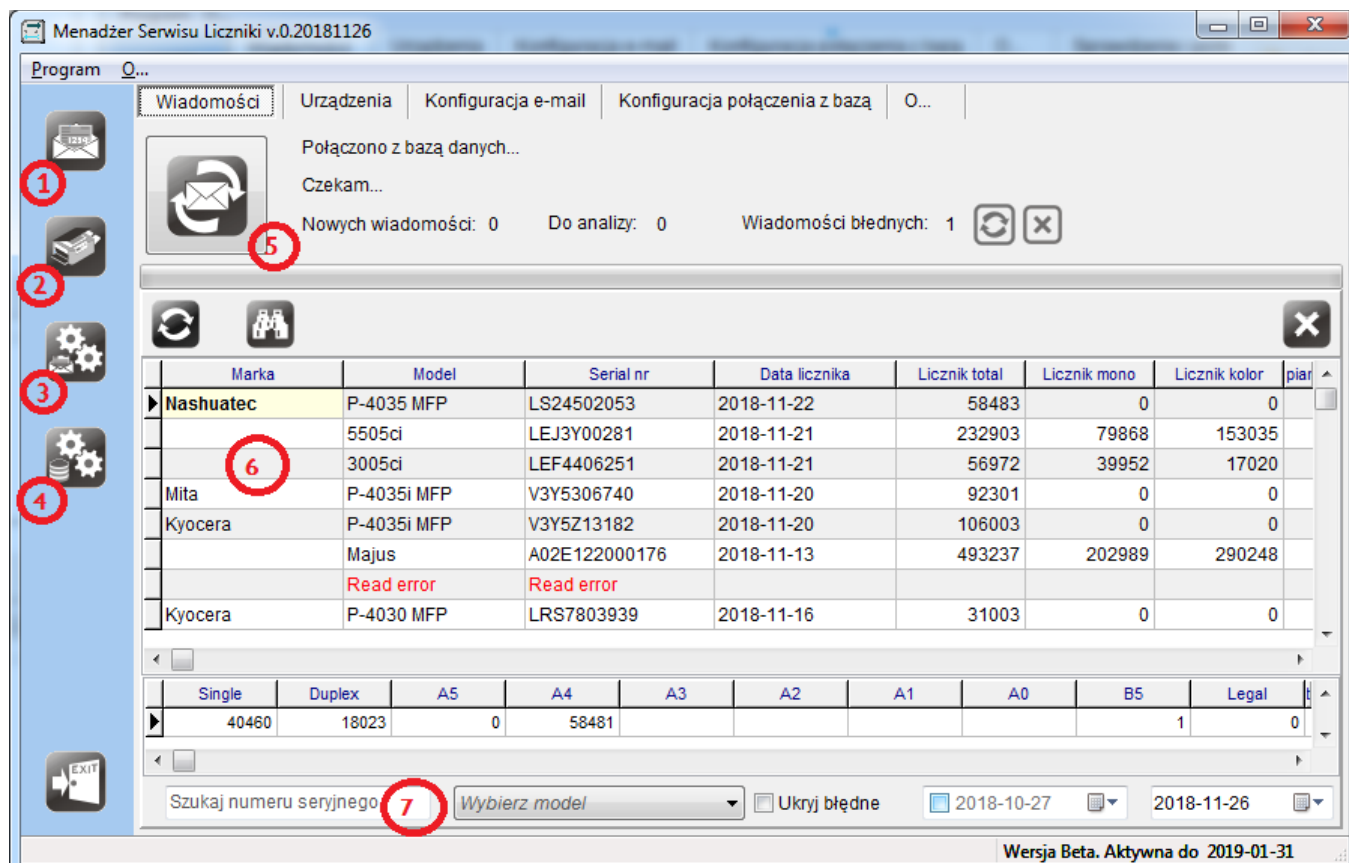 Menadżer Serwisu Liczniki v.0.20181126
Program O...
Wiadomości Urządzenia Konfiguracja e-mail Konfiguracja połączenia z bazą O...
1234
1
Połączono z bazą danych...
Czekam...
Nowych wiadomości: 0 Do analizy: 0 Wiadomości błędnych: 1
5
2
3
4
Marka Model Serial nr Data licznika Licznik total Licznik mono Licznik kolor piar
Nashuatec P-4035 MFP LS24502053 2018-11-22 58483 0 0
5505ci LEJ3Y00281 2018-11-21 232903 79868 153035
6 3005ci LEF4406251 2018-11-21 56972 39952 17020
Mita P-4035i MFP V3Y5306740 2018-11-20 92301 0 0
Kyocera P-4035i MFP V3Y5Z13182 2018-11-20 106003 0 0
Majus A02E122000176 2018-11-13 493237 202989 290248
Read error Read error
Kyocera P-4030 MFP LRS7803939 2018-11-16 31003 0 0
Single Duplex A5 A4 A3 A2 A1 A0 B5 Legal
40460 18023 0 58481 1 0
EXIT
Szukaj numeru seryjnego 7 Wybierz model Ukryj błędne 2018-10-27 2018-11-26
Wersja Beta. Aktywna do 2019-01-31